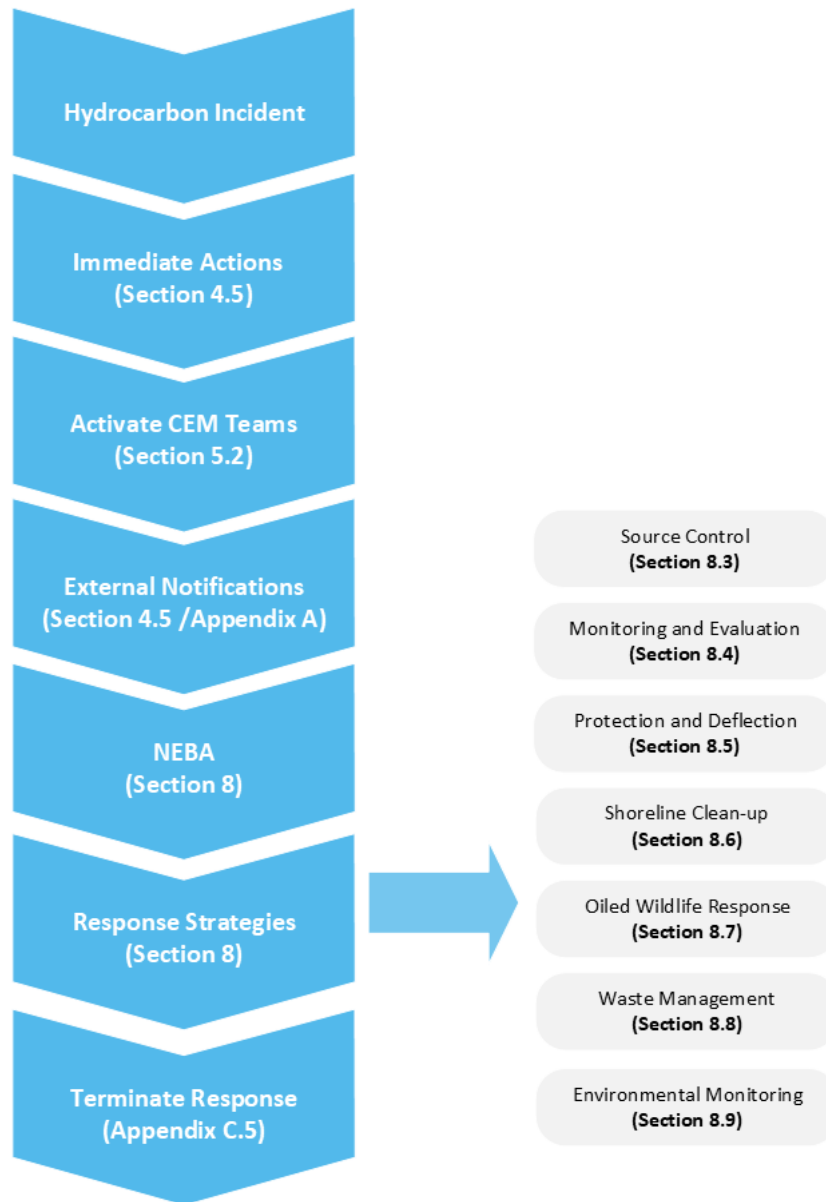 Hydrocarbon Incident
Immediate Actions
(Section 4.5)
Activate CEM Teams
(Section 5.2)
External Notifications
(Section 4.5 /Appendix A)
NEBA
(Section 8)
Response Strategies
(Section 8)
Terminate Response
(Appendix C.5)
Source Control
(Section 8.3)
Monitoring and Evaluation
(Section 8.4)
Protection and Deflection
(Section 8.5)
Shoreline Clean-up
(Section 8.6)
Oiled Wildlife Response
(Section 8.7)
Waste Management
(Section 8.8)
Environmental Monitoring
(Section 8.9)